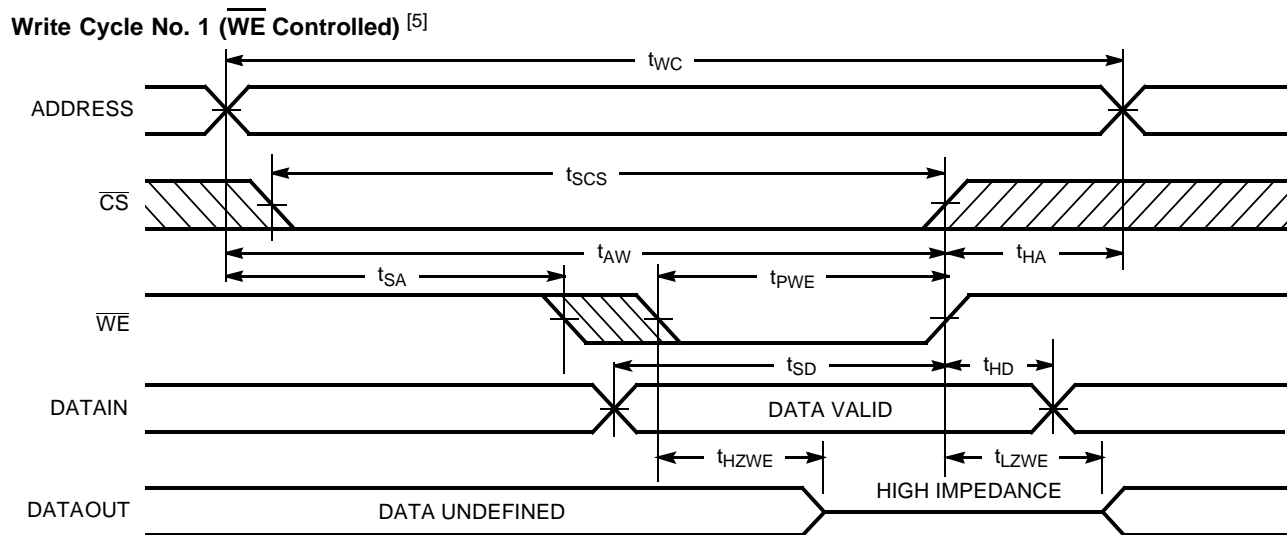 Write Cycle No. 1 (WE Controlled) [5]
tWC
ADDRESS
tSCS
CS
tAW
tHA
tSA
tPWE
WE
tSD
tHD
DATAIN
DATA VALID
tHZWE
tLZWE
HIGH IMPEDANCE
DATAOUT
DATA UNDEFINED